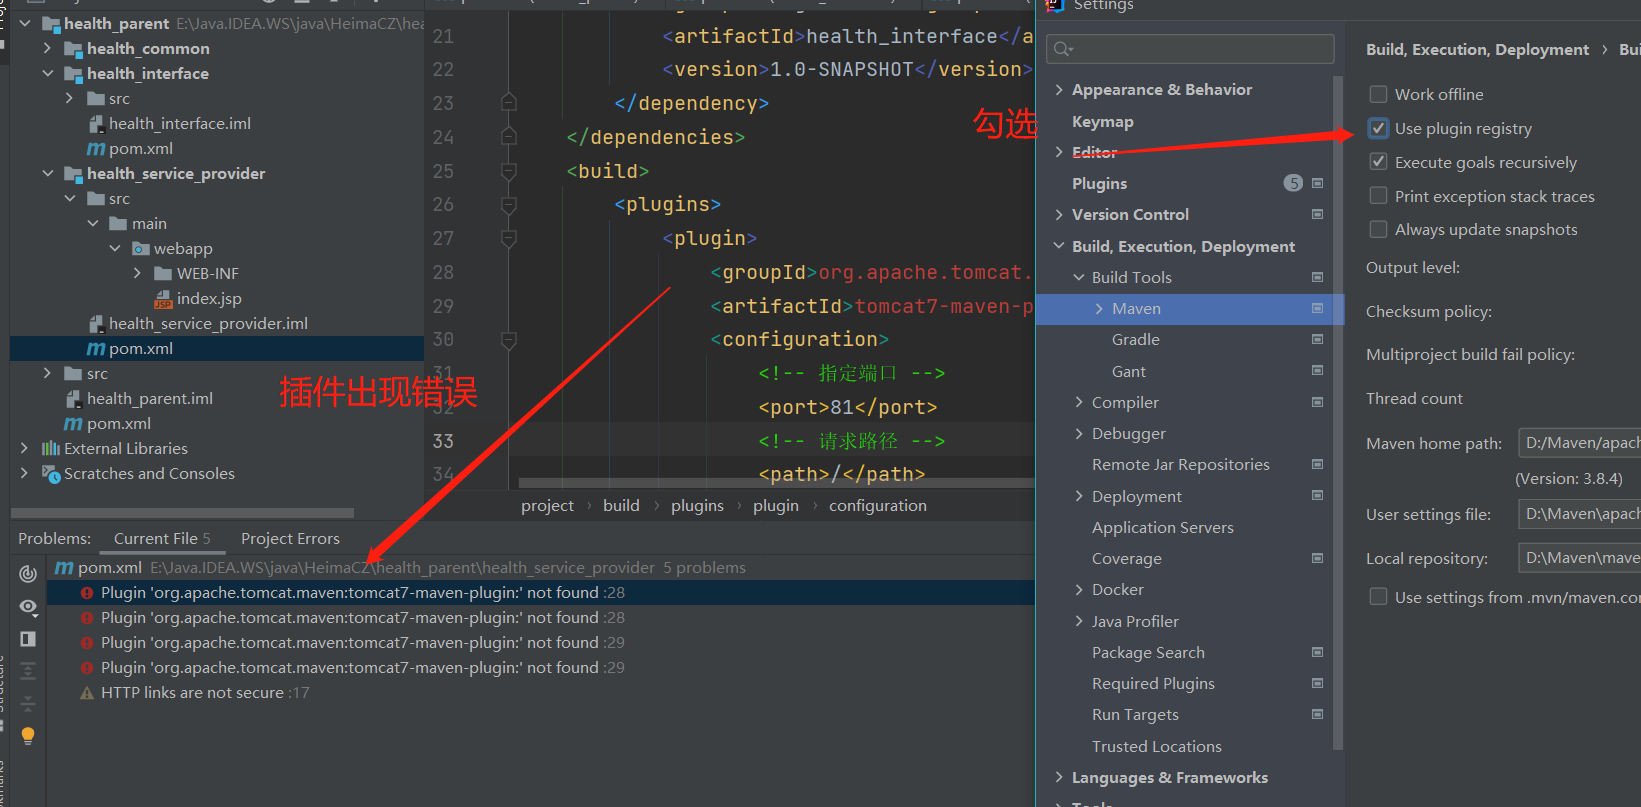 health_parent E:\Java.IDEA.WS\java\HeimaCZ\hea
health_common
health_interface
src
health_interface.iml
pom.xml
health_service_provider
src
main
webapp
WEB-INF
index.jsp
health_service_provider.iml
pom.xml
src
health_parent.iml
pom.xml
External Libraries
Scratches and Consoles
插件出现错误
21 <artifactId>health_interface</a
22 <version>1.0-SNAPSHOT</version>
23 </dependency>
24 </dependencies>
25 <build>
26 <plugins>
27 <plugin>
28 <groupId>org.apache.tomcat.
29 <artifactId>tomcat7-maven-p
30 <configuration>
31 <!-- 指定端口 -->
32 <port>81</port>
33 <!-- 请求路径 -->
34 <path>/</path>
project › build › plugins › plugin › configuration
勾选
Problems: Current File 5 Project Errors
pom.xml E:\Java.IDEA.WS\java\HeimaCZ\health_parent\health_service_provider 5 problems
Plugin 'org.apache.tomcat.maven:tomcat7-maven-plugin:' not found :28
Plugin 'org.apache.tomcat.maven:tomcat7-maven-plugin:' not found :28
Plugin 'org.apache.tomcat.maven:tomcat7-maven-plugin:' not found :29
Plugin 'org.apache.tomcat.maven:tomcat7-maven-plugin:' not found :29
HTTP links are not secure :17
Settings
Appearance & Behavior
Keymap
Editor
Plugins 5
Version Control
Build, Execution, Deployment
Build Tools
Maven
Gradle
Gant
Compiler
Debugger
Remote Jar Repositories
Deployment
Application Servers
Coverage
Docker
Java Profiler
Package Search
Required Plugins
Run Targets
Trusted Locations
Languages & Frameworks
Tools
Build, Execution, Deployment › Bui
Work offline
Use plugin registry
Execute goals recursively
Print exception stack traces
Always update snapshots
Output level:
Checksum policy:
Multiproject build fail policy:
Thread count
Maven home path: D:/Maven/apach
(Version: 3.8.4)
User settings file: D:\Maven\apach
Local repository: D:\Maven\mave
Use settings from .mvn/maven.co